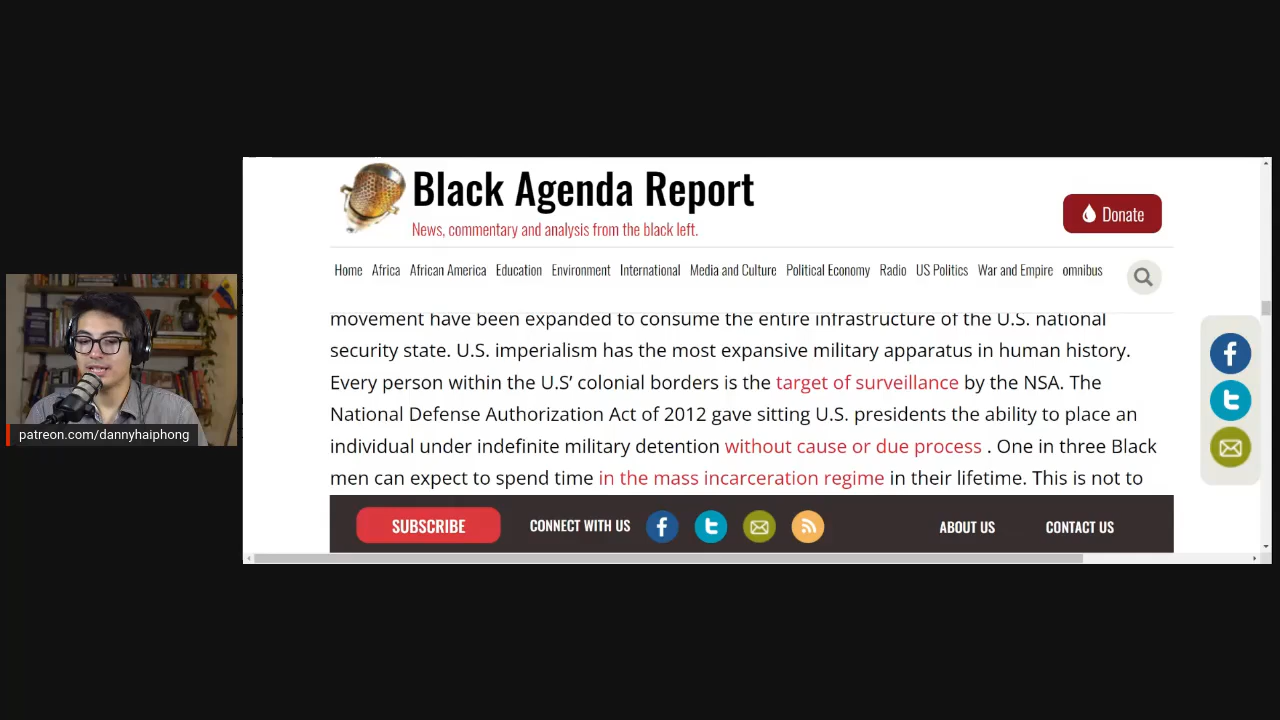 Black Agenda Report
News, commentary and analysis from the black left.
Donate
Home Africa African America Education Environment International Media and Culture Political Economy Radio US Politics War and Empire omnibus
movement have been expanded to consume the entire infrastructure of the U.S. national
security state. U.S. imperialism has the most expansive military apparatus in human history.
Every person within the U.S’ colonial borders is the target of surveillance by the NSA. The
National Defense Authorization Act of 2012 gave sitting U.S. presidents the ability to place an
individual under indefinite military detention without cause or due process . One in three Black
men can expect to spend time in the mass incarceration regime in their lifetime. This is not to
SUBSCRIBE CONNECT WITH US ABOUT US CONTACT US
patreon.com/dannyhaiphong